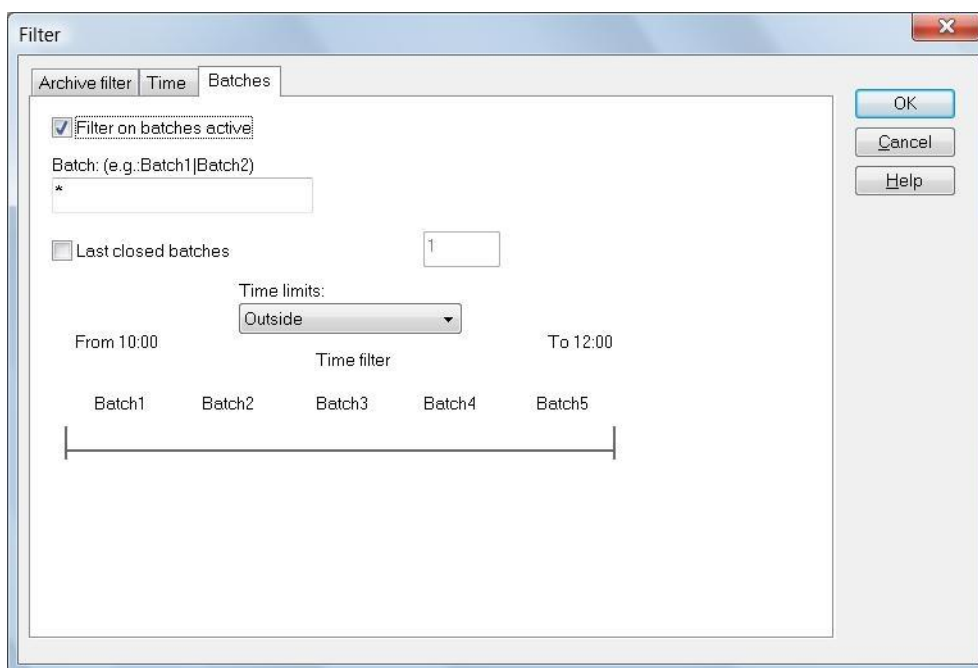 Filter
Archive filter Time Batches
OK
Filter on batches active
Cancel
Batch: (e.g.:Batch1|Batch2)
*
Help
Last closed batches 1
Time limits:
Outside
From 10:00 To 12:00
Time filter
Batch1 Batch2 Batch3 Batch4 Batch5